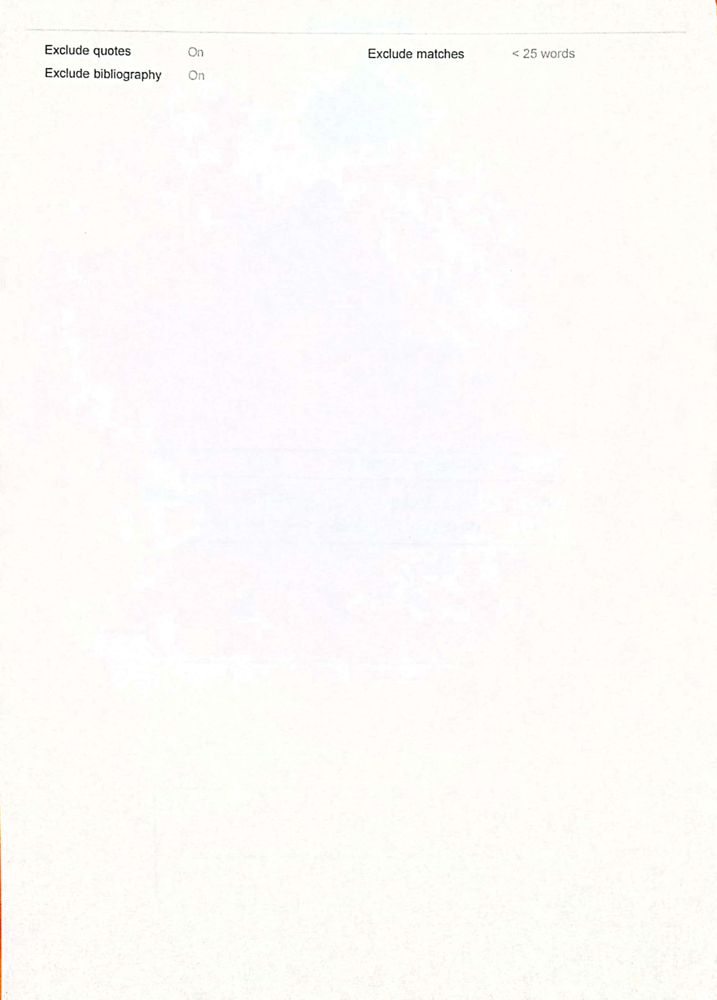 Exclude quotes On Exclude matches < 25 words
Exclude bibliography On